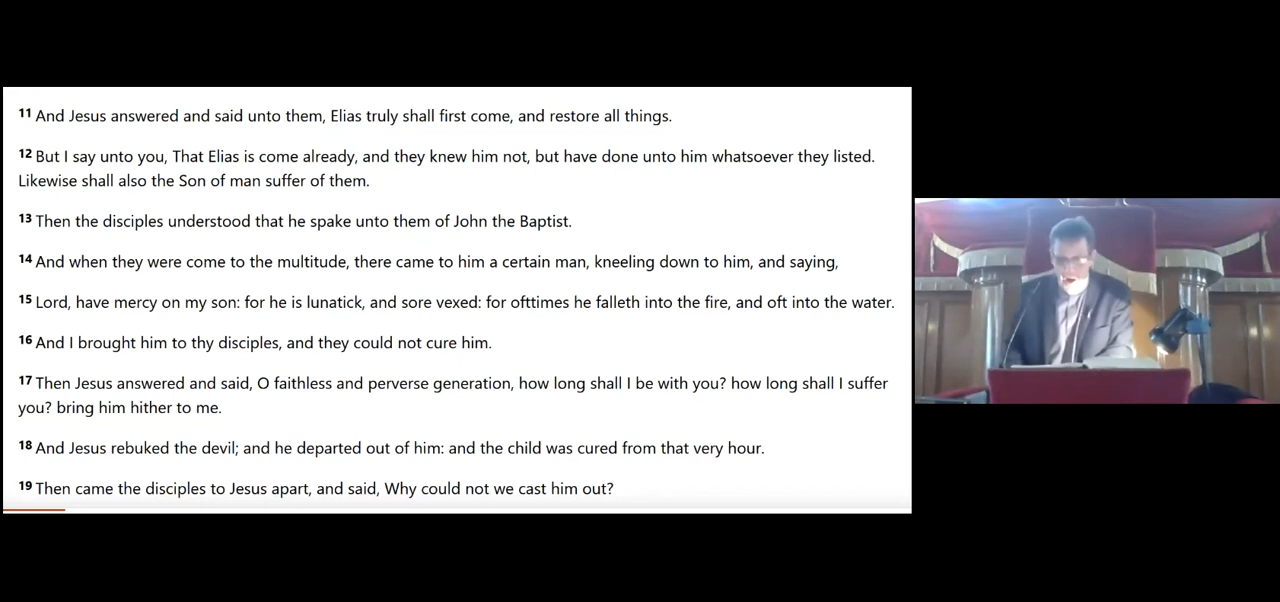 11 And Jesus answered and said unto them, Elias truly shall first come, and restore all things.
12 But I say unto you, That Elias is come already, and they knew him not, but have done unto him whatsoever they listed.
Likewise shall also the Son of man suffer of them.
13 Then the disciples understood that he spake unto them of John the Baptist.
14 And when they were come to the multitude, there came to him a certain man, kneeling down to him, and saying,
15 Lord, have mercy on my son: for he is lunatick, and sore vexed: for ofttimes he falleth into the fire, and oft into the water.
16 And I brought him to thy disciples, and they could not cure him.
17 Then Jesus answered and said, O faithless and perverse generation, how long shall I be with you? how long shall I suffer
you? bring him hither to me.
18 And Jesus rebuked the devil; and he departed out of him: and the child was cured from that very hour.
19 Then came the disciples to Jesus apart, and said, Why could not we cast him out?